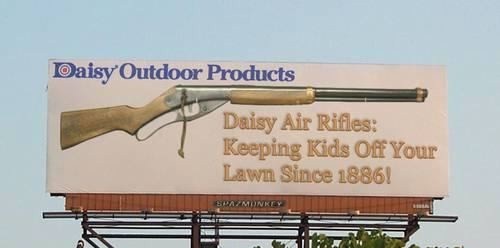 Daisy Outdoor Products
Daisy Air Rifles:
Keeping Kids Off Your
Lawn Since 1886!
SPAZMONKEY